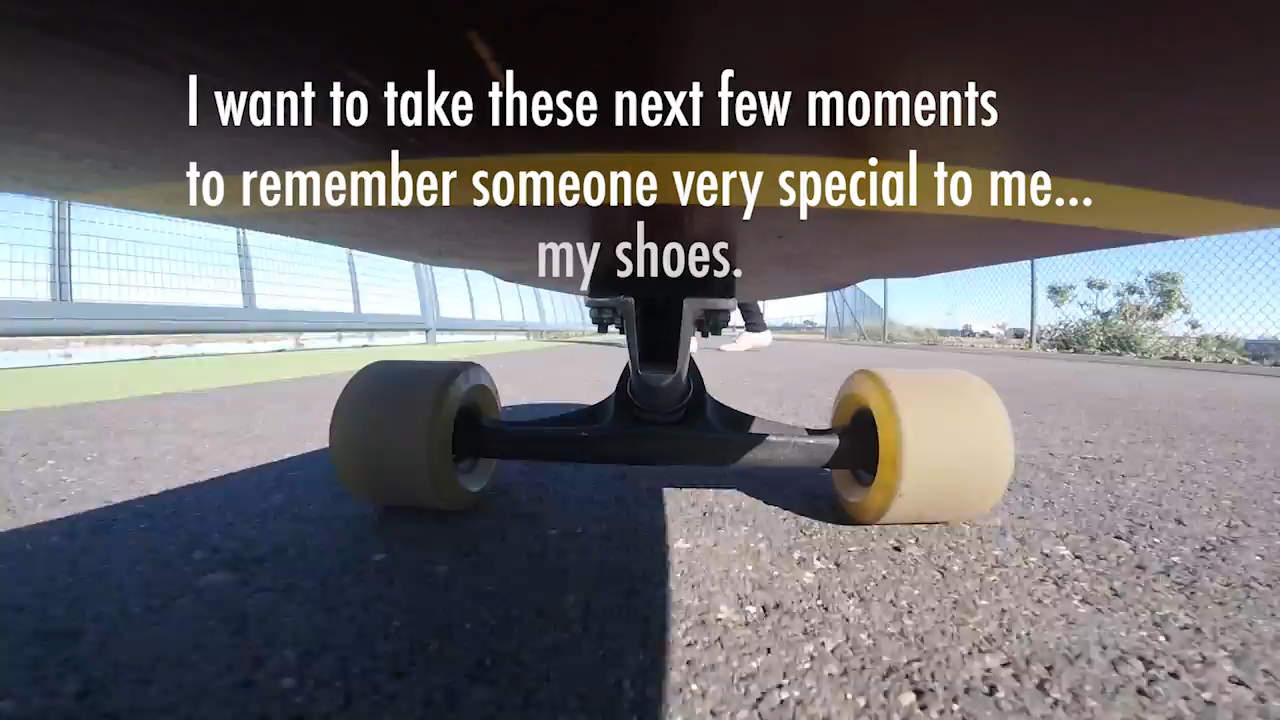 I want to take these next few moments
to remember someone very special to me...
my shoes.